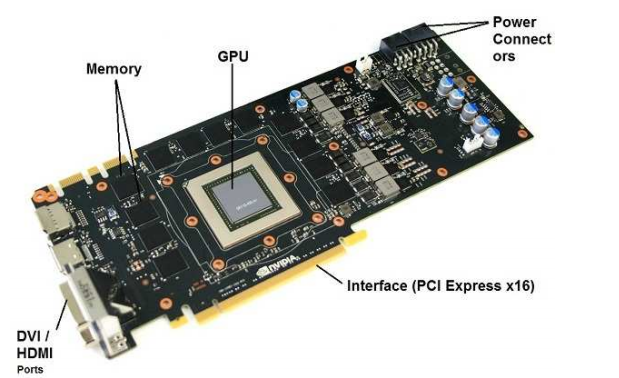 Power
Connect
ors
GPU
Memory
nVIDIA
Interface (PCI Express x16)
DVI /
HDMI
Ports